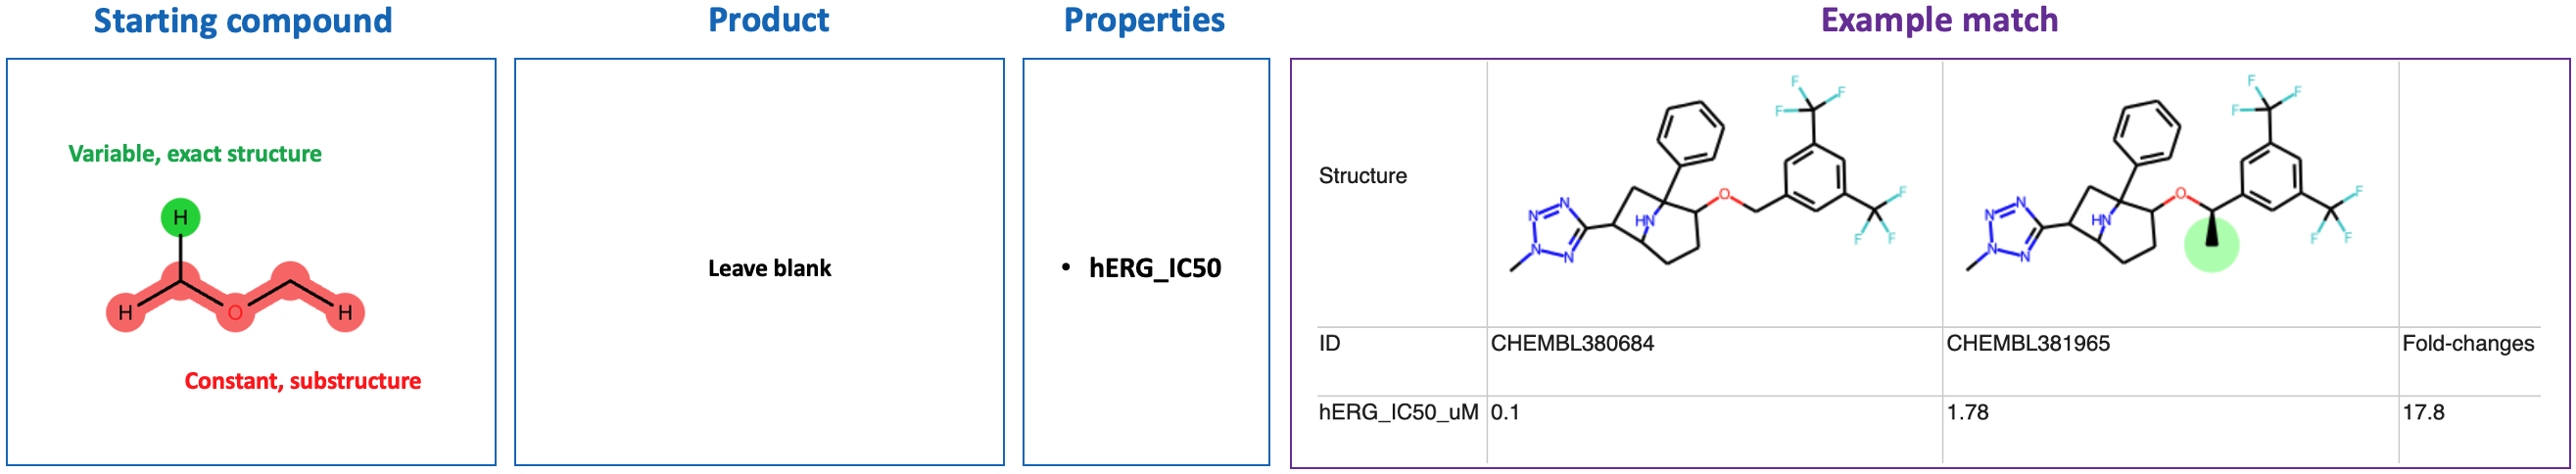 Starting compound
Product
Properties
Example match
Variable, exact structure
H
H
O
H
Constant, substructure
Leave blank
• hERG_IC50
Structure
F
F
F
F
F
F
O
HN
N
N
N
N
F
F
F
F
F
F
O
HN
N
N
N
N
ID
CHEMBL380684
CHEMBL381965
Fold-changes
hERG_IC50_uM
0.1
1.78
17.8